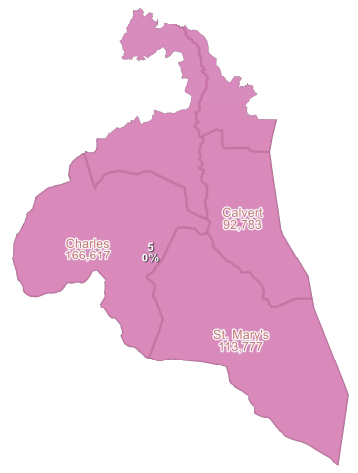 Calvert
92,783
Charles
166,617
5
0%
St. Mary's
113,777